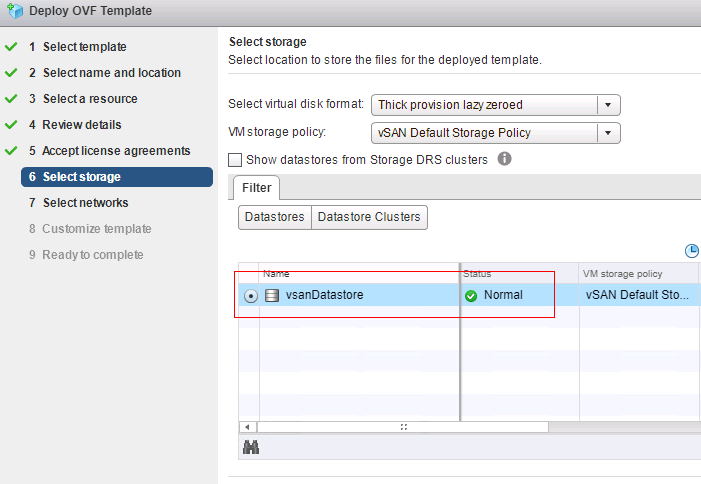 Deploy OVF Template
1 Select template
2 Select name and location
3 Select a resource
4 Review details
5 Accept license agreements
6 Select storage
7 Select networks
8 Customize template
9 Ready to complete
Select storage
Select location to store the files for the deployed template.
Select virtual disk format: Thick provision lazy zeroed
VM storage policy: vSAN Default Storage Policy
Show datastores from Storage DRS clusters
Filter
Datastores Datastore Clusters
Name Status VM storage policy
vsanDatastore Normal vSAN Default Sto...